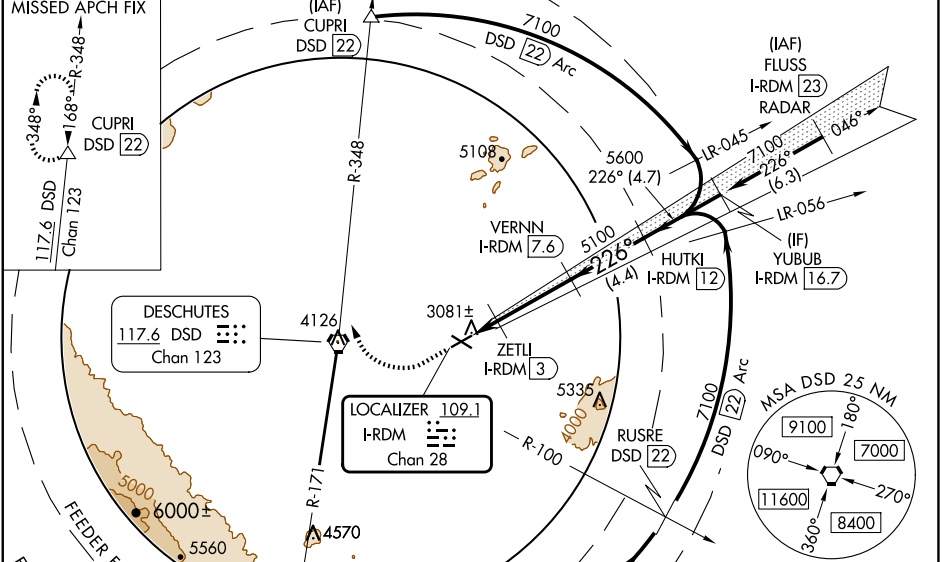 MISSED APCH FIX
R-348
348°
168°
CUPRI
DSD 22
117.6 DSD
Chan 123
(IAF)
CUPRI
DSD 22
7100
DSD 22 Arc
(IAF)
FLUSS
I-RDM 23
RADAR
046°
LR-045
7100
226°
(6.3)
5600
226° (4.7)
5108
R-348
LR-056
VERNN
I-RDM 7.6
5100
226°
(4.4)
HUTKI
I-RDM 12
(IF)
YUBUB
I-RDM 16.7
DESCHUTES
117.6 DSD
Chan 123
4126
3081±
ZETLI
I-RDM 3
LOCALIZER 109.1
I-RDM
Chan 28
5335
4000
7100
DSD 22 Arc
R-100
RUSRE
DSD 22
MSA DSD 25 NM
9100
180°
7000
090°
270°
11600
8400
360°
R-171
5000
6000±
4570
5560
FEEDER